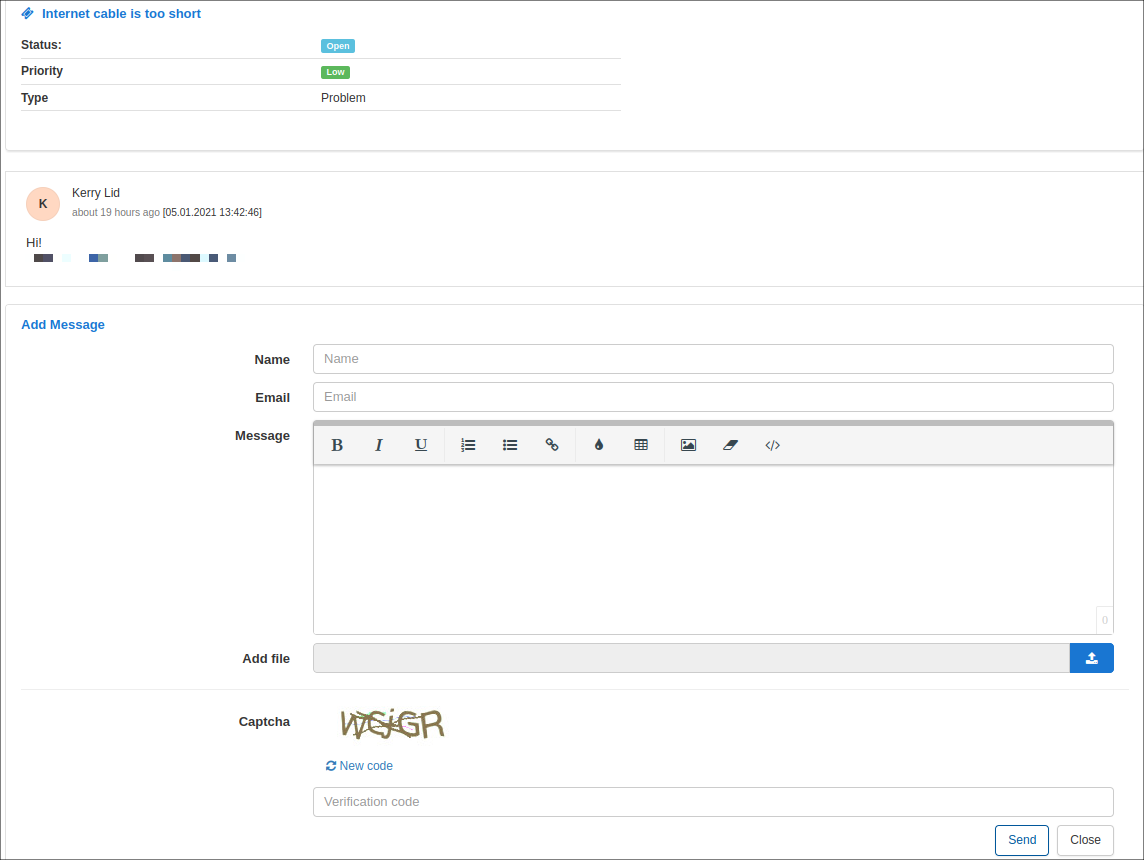 Internet cable is too short
Status: Open
Priority Low
Type Problem
K
Kerry Lid
about 19 hours ago [05.01.2021 13:42:46]
Hi!
Add Message
Name Name
Email Email
Message B I U
0
Add file
Captcha WCjGR
New code
Verification code
Send Close